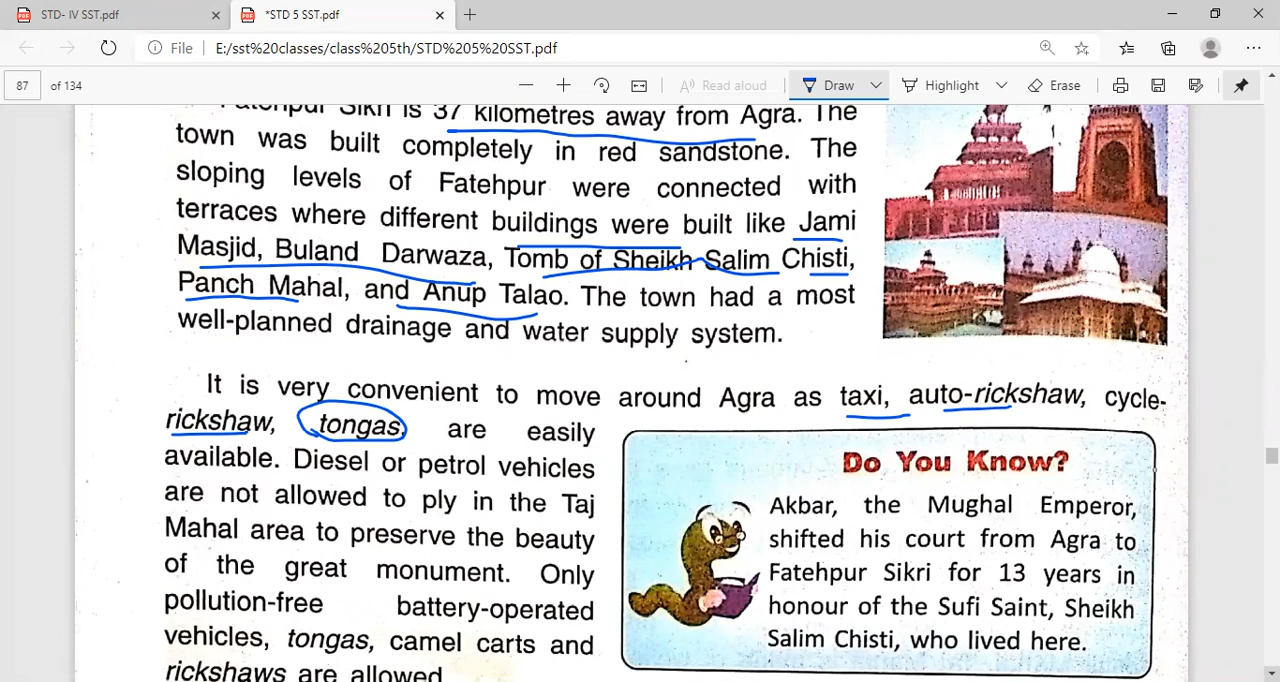 STD- IV SST.pdf
*STD 5 SST.pdf
File
E:/sst%20classes/class%205th/STD%205%20SST.pdf
87
of 134
Read aloud
Draw
Highlight
Erase
Fatehpur Sikri is 37 kilometres away from Agra. The
town was built completely in red sandstone. The
sloping levels of Fatehpur were connected with
terraces where different buildings were built like Jami
Masjid, Buland Darwaza, Tomb of Sheikh Salim Chisti,
Panch Mahal, and Anup Talao. The town had a most
well-planned drainage and water supply system.
It is very convenient to move around Agra as taxi, auto-rickshaw, cycle-
rickshaw, tongas, are easily
available. Diesel or petrol vehicles
are not allowed to ply in the Taj
Mahal area to preserve the beauty
of the great monument. Only
pollution-free battery-operated
vehicles, tongas, camel carts and
rickshaws are allowed
Do You Know?
Akbar, the Mughal Emperor,
shifted his court from Agra to
Fatehpur Sikri for 13 years in
honour of the Sufi Saint, Sheikh
Salim Chisti, who lived here.